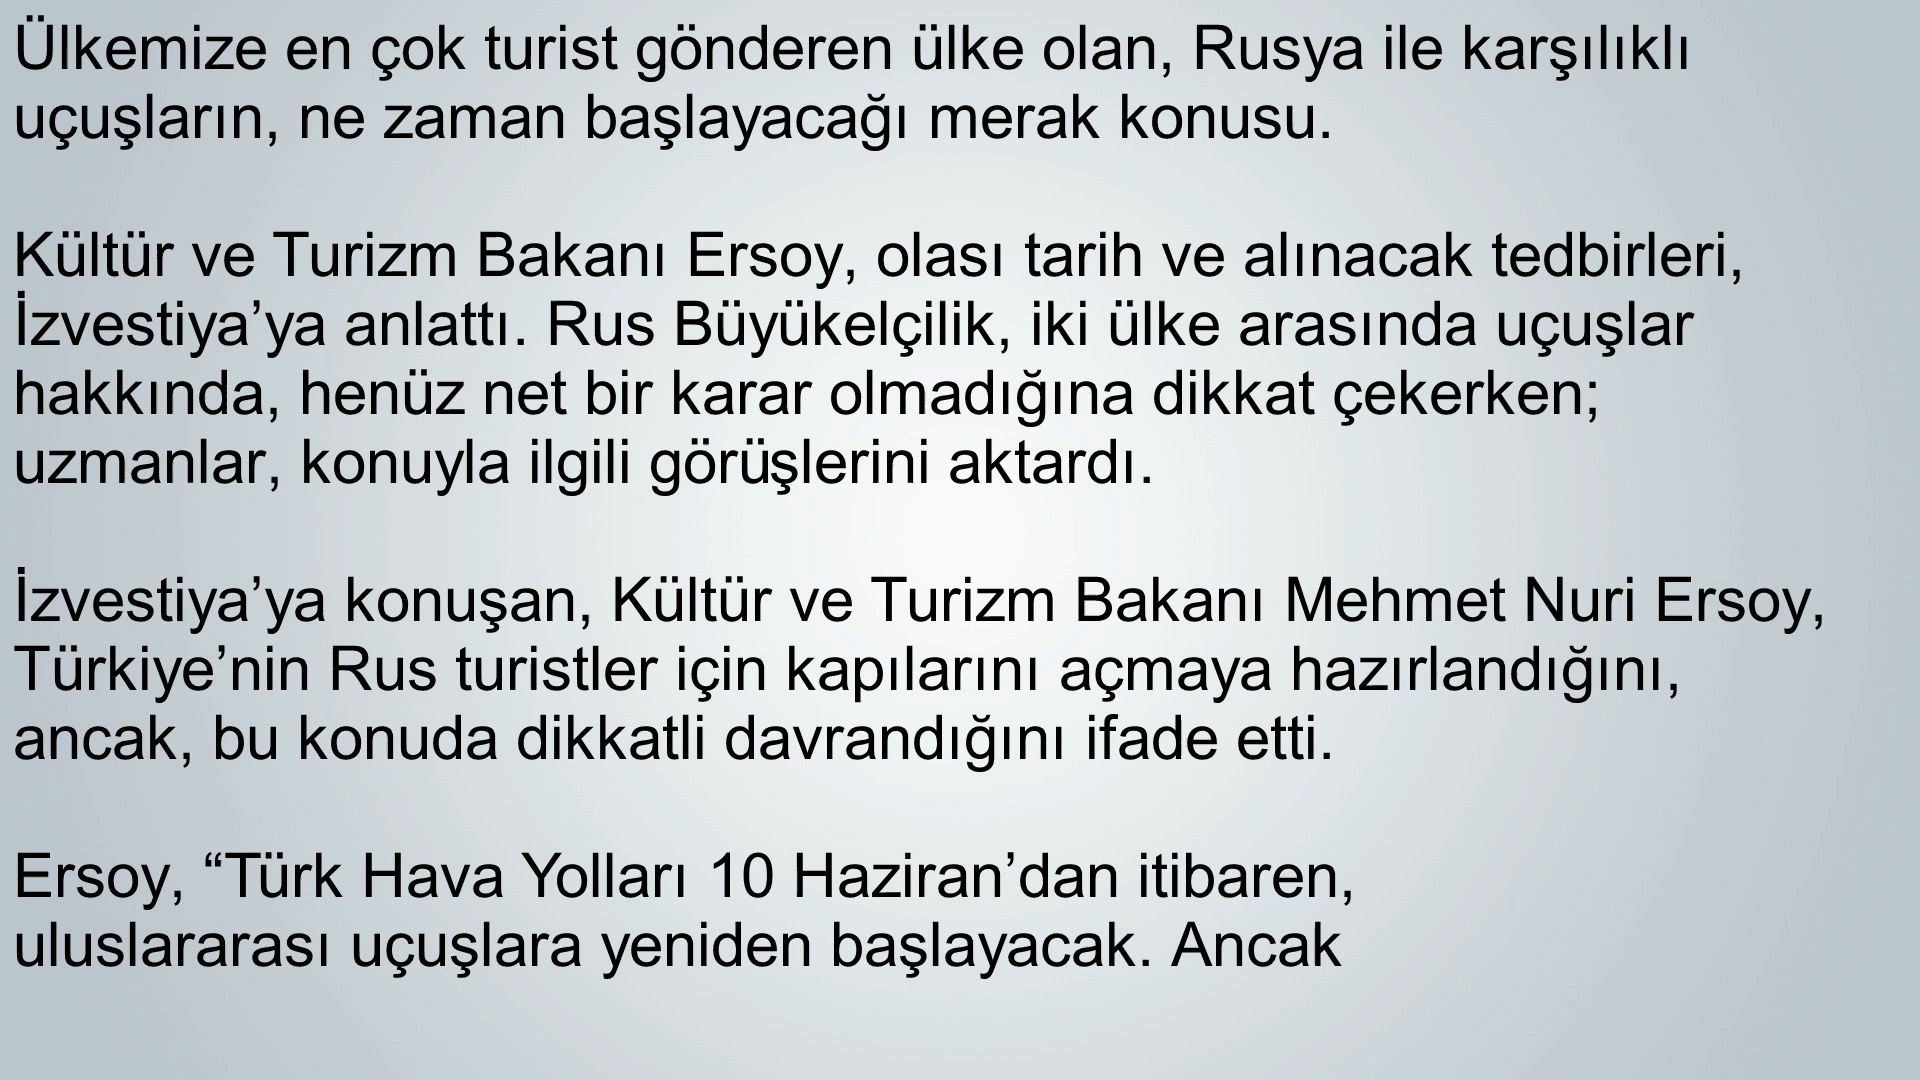 Ülkemize en çok turist gönderen ülke olan, Rusya ile karşılıklı
uçuşların, ne zaman başlayacağı merak konusu.
Kültür ve Turizm Bakanı Ersoy, olası tarih ve alınacak tedbirleri,
İzvestiya’ya anlattı. Rus Büyükelçilik, iki ülke arasında uçuşlar
hakkında, henüz net bir karar olmadığına dikkat çekerken;
uzmanlar, konuyla ilgili görüşlerini aktardı.
İzvestiya’ya konuşan, Kültür ve Turizm Bakanı Mehmet Nuri Ersoy,
Türkiye’nin Rus turistler için kapılarını açmaya hazırlandığını,
ancak, bu konuda dikkatli davrandığını ifade etti.
Ersoy, “Türk Hava Yolları 10 Haziran’dan itibaren,
uluslararası uçuşlara yeniden başlayacak. Ancak